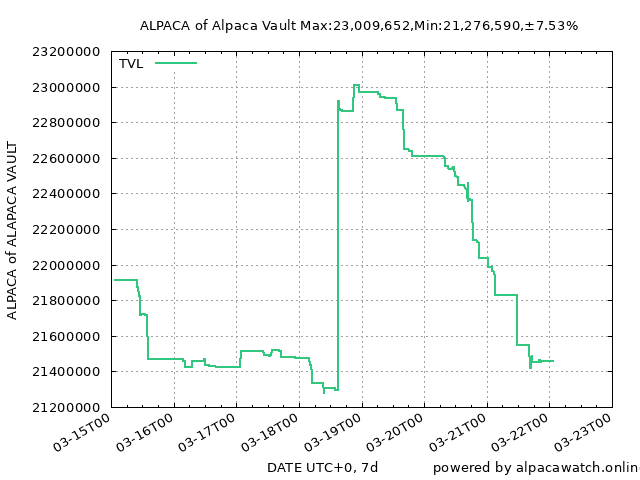 ALPACA of Alpaca Vault Max:23,009,652,Min:21,276,590,±7.53%
TVL
ALPACA of ALAPACA VAULT
23200000
23000000
22800000
22600000
22400000
22200000
22000000
21800000
21600000
21400000
21200000
03-15T00
03-16T00
03-17T00
03-18T00
03-19T00
03-20T00
03-21T00
03-22T00
03-23T00
DATE UTC+0, 7d
powered by alpacawatch.onlin